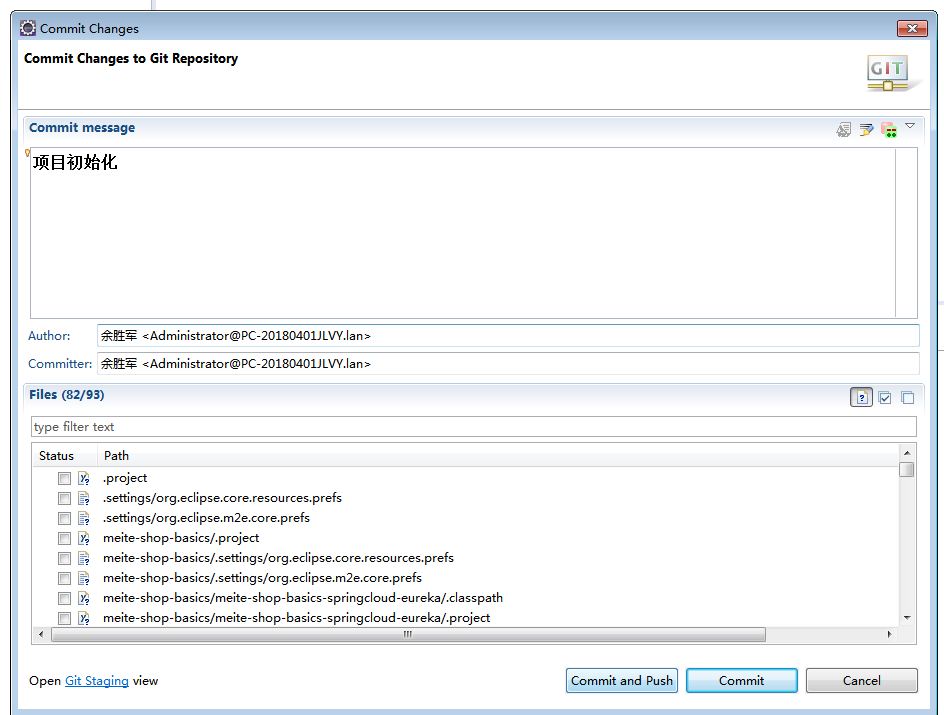 Commit Changes
Commit Changes to Git Repository
GIT
Commit message
项目初始化
Author: 余胜军 <Administrator@PC-20180401JLVY.lan>
Committer: 余胜军 <Administrator@PC-20180401JLVY.lan>
Files (82/93)
type filter text
Status Path
.project
.settings/org.eclipse.core.resources.prefs
.settings/org.eclipse.m2e.core.prefs
meite-shop-basics/.project
meite-shop-basics/.settings/org.eclipse.core.resources.prefs
meite-shop-basics/.settings/org.eclipse.m2e.core.prefs
meite-shop-basics/meite-shop-basics-springcloud-eureka/.classpath
meite-shop-basics/meite-shop-basics-springcloud-eureka/.project
Open Git Staging view Commit and Push Commit Cancel